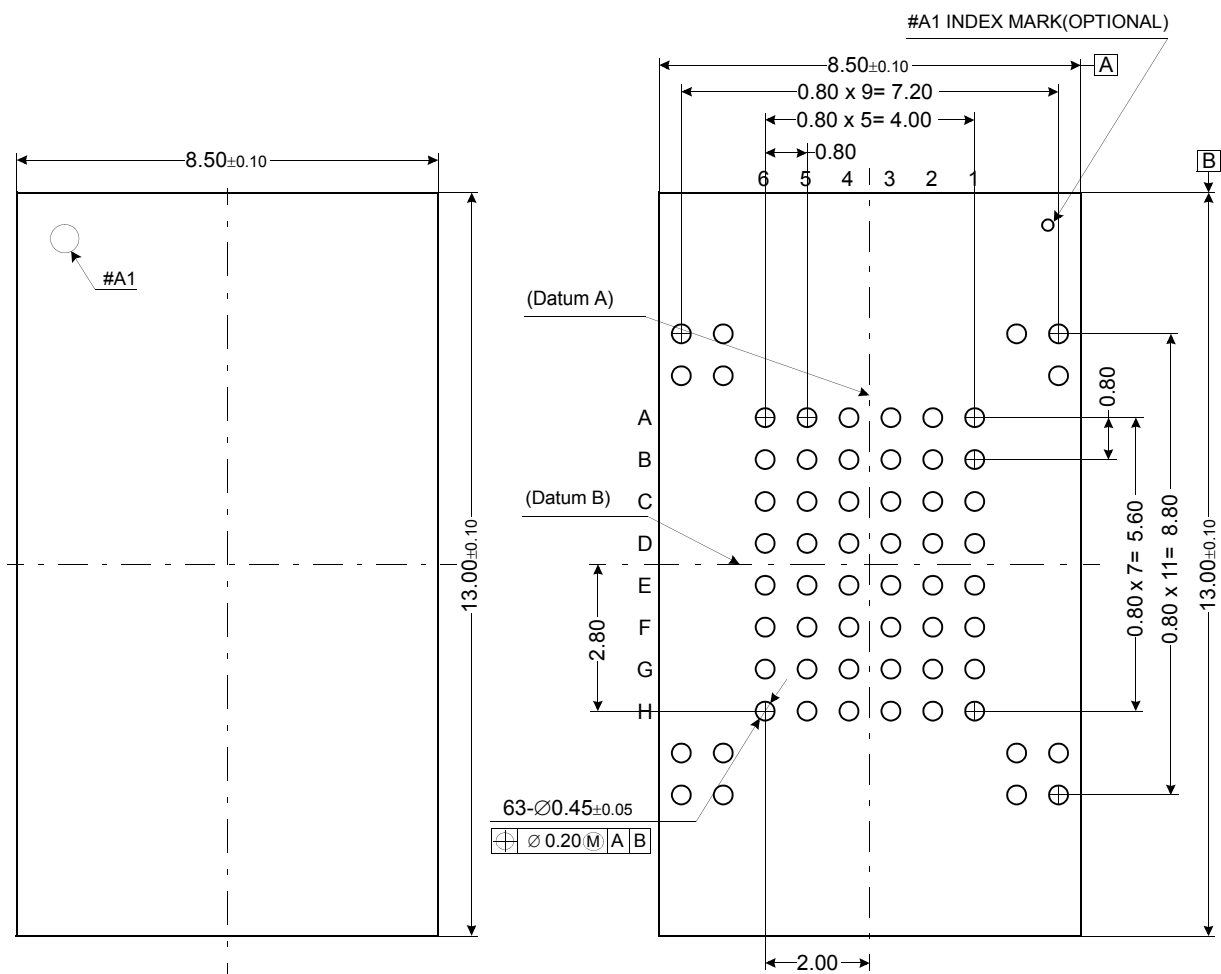 #A1 INDEX MARK(OPTIONAL)
8.50±0.10
A
0.80 x 9= 7.20
0.80 x 5= 4.00
8.50±0.10
0.80
B
6 5 4 3 2 1
#A1
(Datum A)
0.80
A
B
(Datum B)
C
D
E
F
G
H
13.00±0.10
2.80
0.80 x 7= 5.60
0.80 x 11= 8.80
13.00±0.10
63-∅0.45±0.05
⌖ ∅ 0.20 Ⓜ A B
2.00